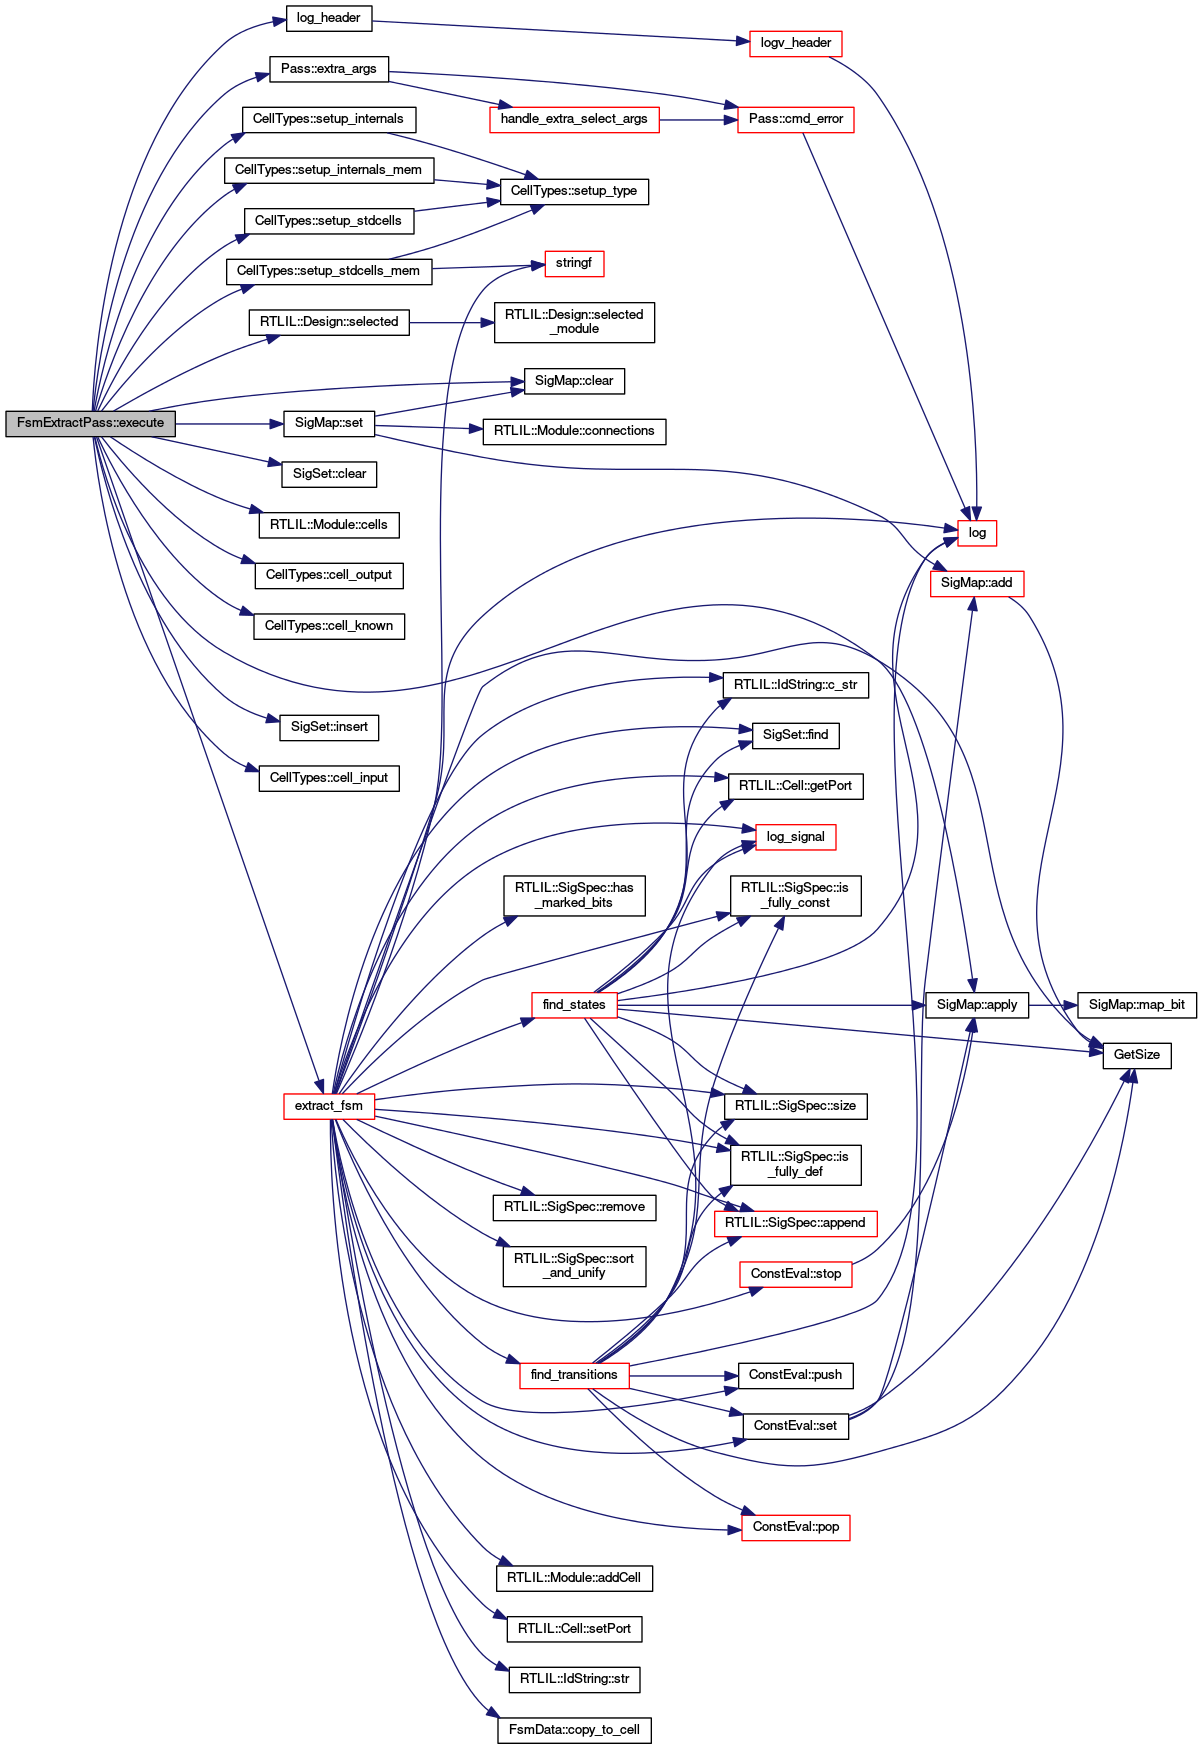 log_header
logv_header
Pass::extra_args
handle_extra_select_args
Pass::cmd_error
CellTypes::setup_internals
CellTypes::setup_internals_mem
CellTypes::setup_type
CellTypes::setup_stdcells
CellTypes::setup_stdcells_mem
stringf
RTLIL::Design::selected
RTLIL::Design::selected
_module
SigMap::clear
FsmExtractPass::execute
SigMap::set
RTLIL::Module::connections
SigSet::clear
RTLIL::Module::cells
log
CellTypes::cell_output
SigMap::add
CellTypes::cell_known
RTLIL::IdString::c_str
SigSet::insert
SigSet::find
CellTypes::cell_input
RTLIL::Cell::getPort
log_signal
RTLIL::SigSpec::has
_marked_bits
RTLIL::SigSpec::is
_fully_const
find_states
SigMap::apply
SigMap::map_bit
GetSize
extract_fsm
RTLIL::SigSpec::size
RTLIL::SigSpec::is
_fully_def
RTLIL::SigSpec::remove
RTLIL::SigSpec::append
RTLIL::SigSpec::sort
_and_unify
ConstEval::stop
find_transitions
ConstEval::push
ConstEval::set
ConstEval::pop
RTLIL::Module::addCell
RTLIL::Cell::setPort
RTLIL::IdString::str
FsmData::copy_to_cell